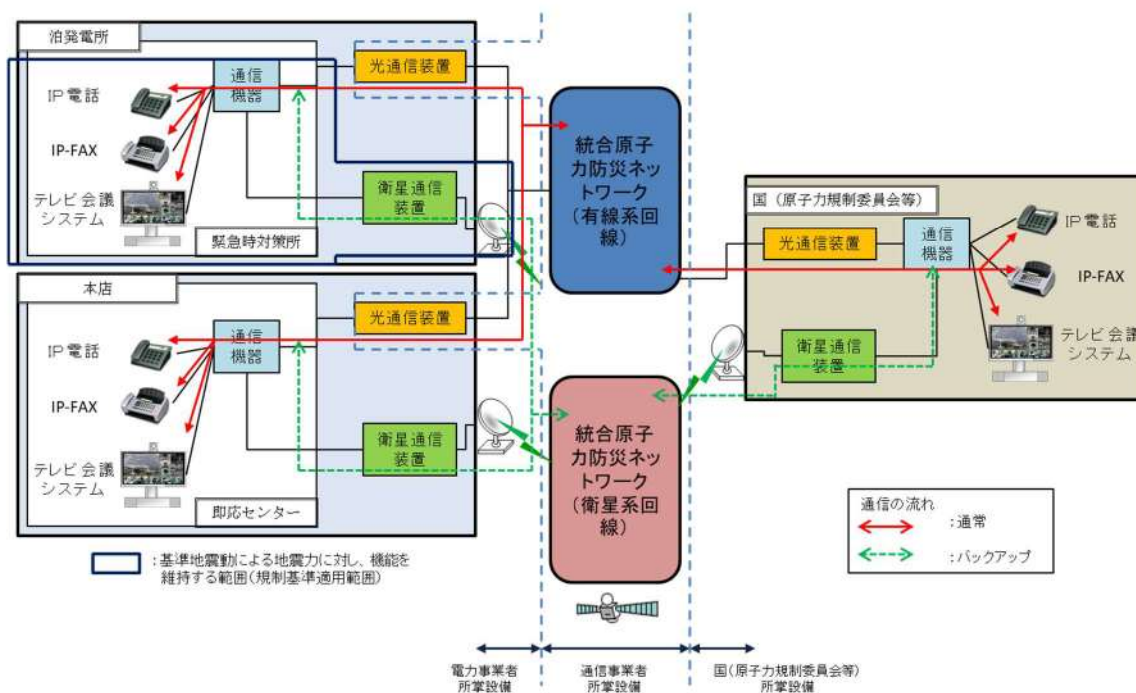 泊発電所
通信
機器
光通信装置
IP 電話
IP-FAX
テレビ会議
システム
衛星通信
装置
緊急時対策所
本店
通信
機器
光通信装置
IP 電話
IP-FAX
テレビ会議
システム
衛星通信
装置
即応センター
統合原子
力防災ネッ
トワーク
(有線系回
線)
統合原子
力防災ネッ
トワーク
(衛星系回
線)
国(原子力規制委員会等)
光通信装置
通信
機器
IP 電話
IP-FAX
テレビ会議
システム
衛星通信
装置
通信の流れ
:通常
:バックアップ
:基準地震動による地震力に対し、機能を
維持する範囲(規制基準適用範囲)
電力事業者
所掌設備
通信事業者
所掌設備
国(原子力規制委員会等)
所掌設備